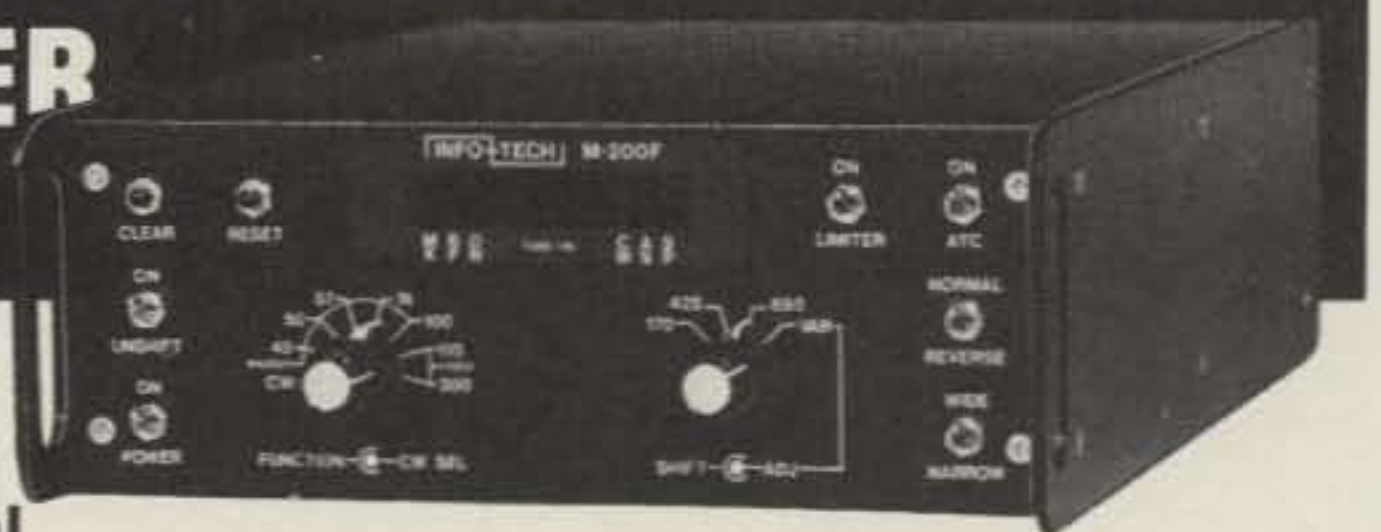 ER
INFO-TECH M-200F
ON ON
CLEAR RESET LIMITER ATC
ON NORMAL
UNSHIFT REVERSE
ON WIDE
POWER NARROW
425 850
170 VAR
100
CW
FUNCTION CW SEL SHIFT ADJ